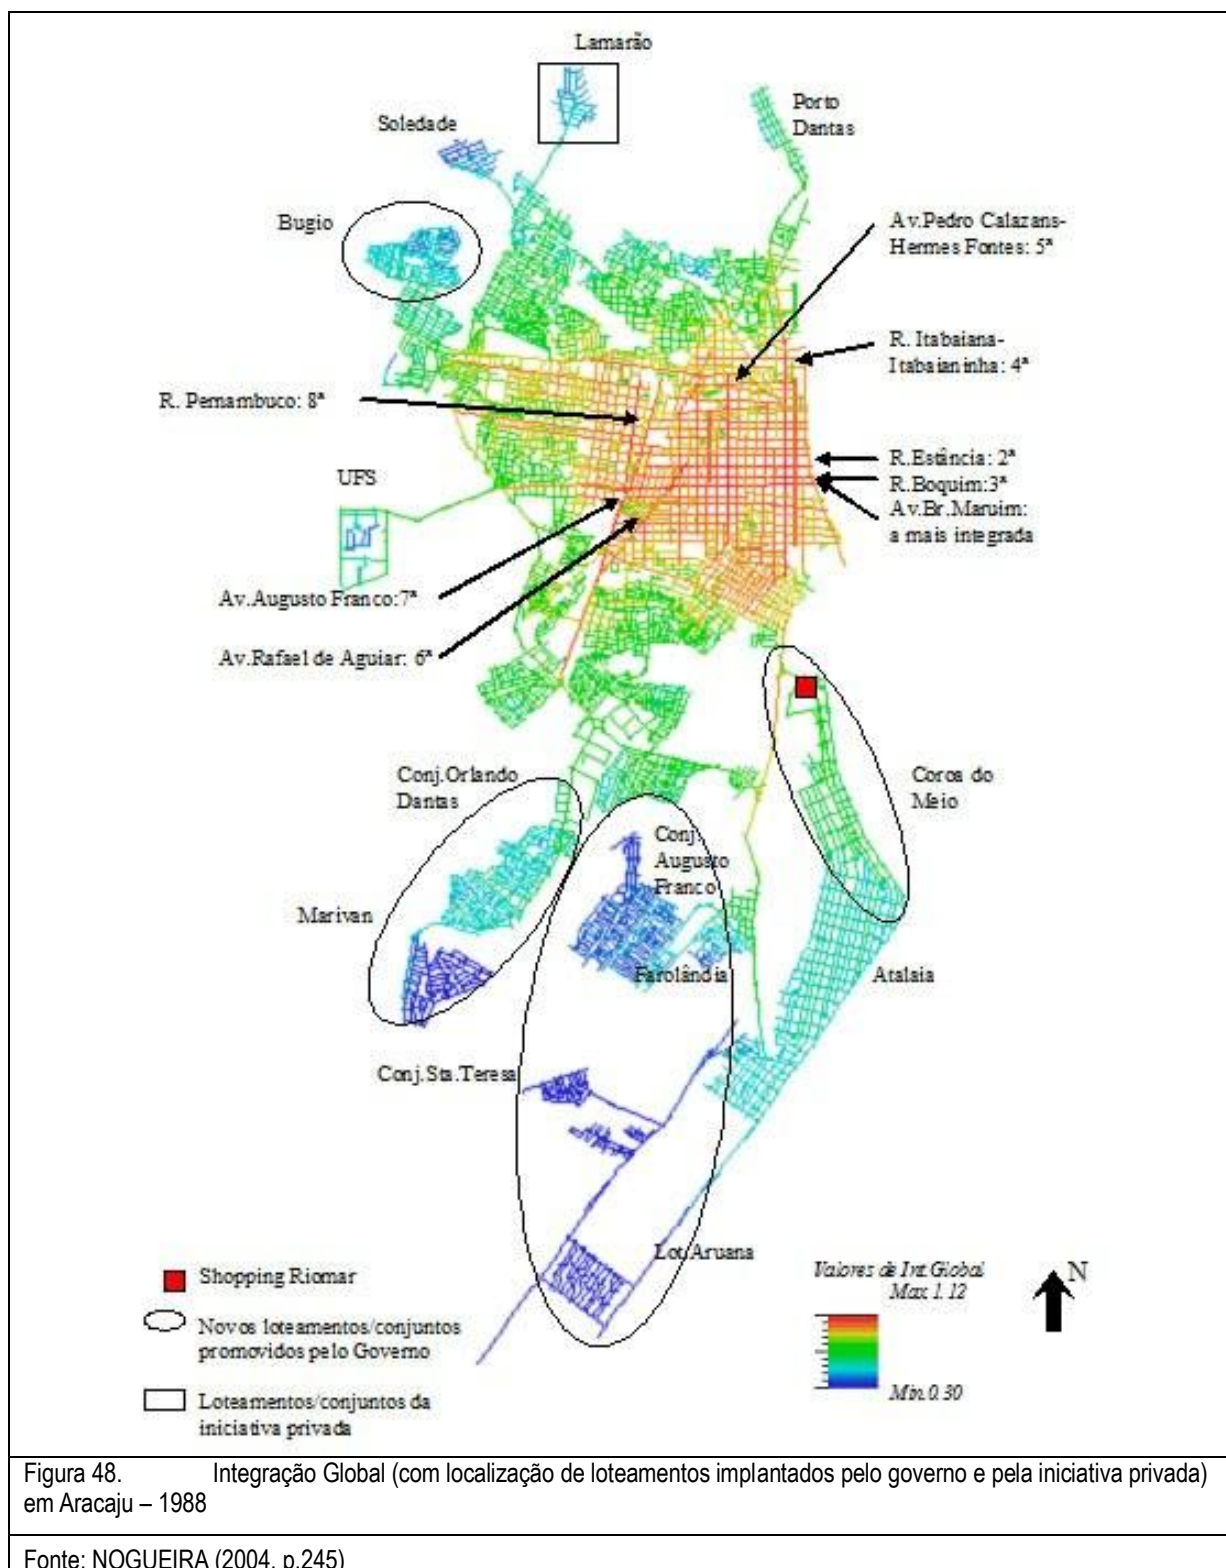 Lamarão
Porto
Dantas
Soledade
Bugio
Av.Pedro Calazans-
Hermes Fontes: 5ª
R. Itabaiana-
Itabaianinha: 4ª
R. Pernambuco: 8ª
R.Estância: 2ª
R.Boquim:3ª
Av.Br.Maruim:
a mais integrada
UFS
Av.Augusto Franco:7ª
Av.Rafael de Aguiar: 6ª
Conj.Orlando
Dantas
Coroa do
Meio
Conj.
Augusto
Franco
Marivan
Farolândia
Atalaia
Conj.Sta.Teresa
Lot.Aruana
Shopping Riomar
Novos loteamentos/conjuntos
promovidos pelo Governo
Loteamentos/conjuntos da
iniciativa privada
Valores de Int.Global
Max.1.12
Min.0.30
N
Figura 48. Integração Global (com localização de loteamentos implantados pelo governo e pela iniciativa privada)
em Aracaju – 1988
Fonte: NOGUEIRA (2004, p.245)